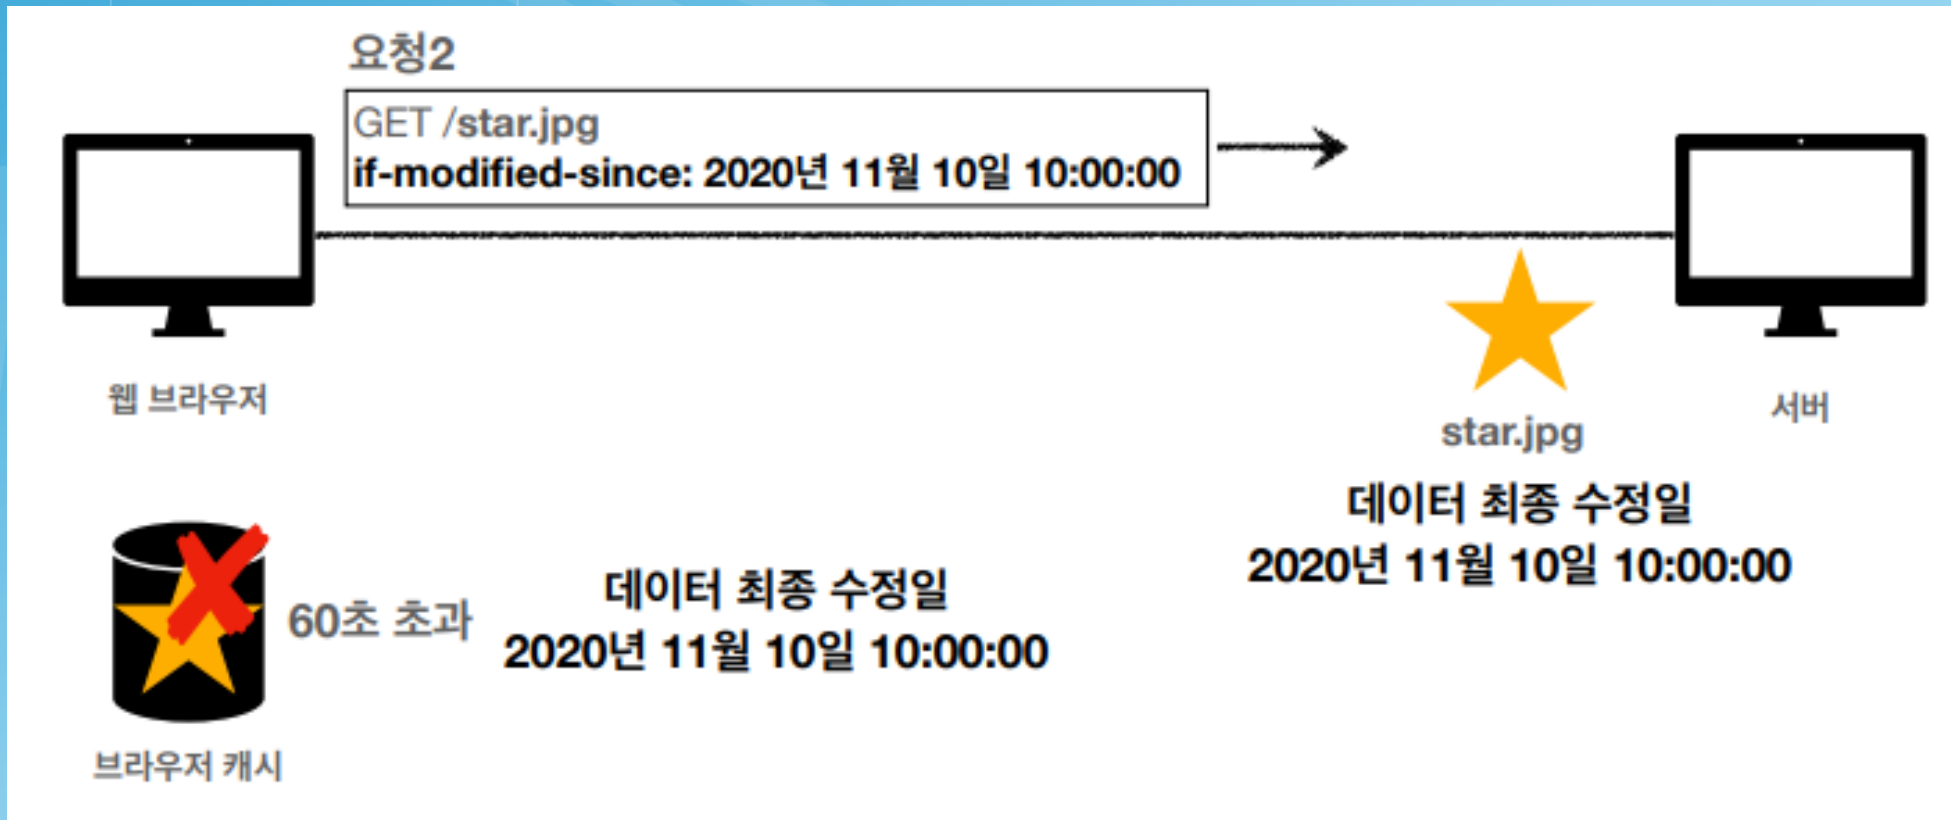 요청2
GET /star.jpg
if-modified-since: 2020년 11월 10일 10:00:00
웹 브라우저
서버
star.jpg
데이터 최종 수정일
2020년 11월 10일 10:00:00
60초 초과
데이터 최종 수정일
2020년 11월 10일 10:00:00
브라우저 캐시